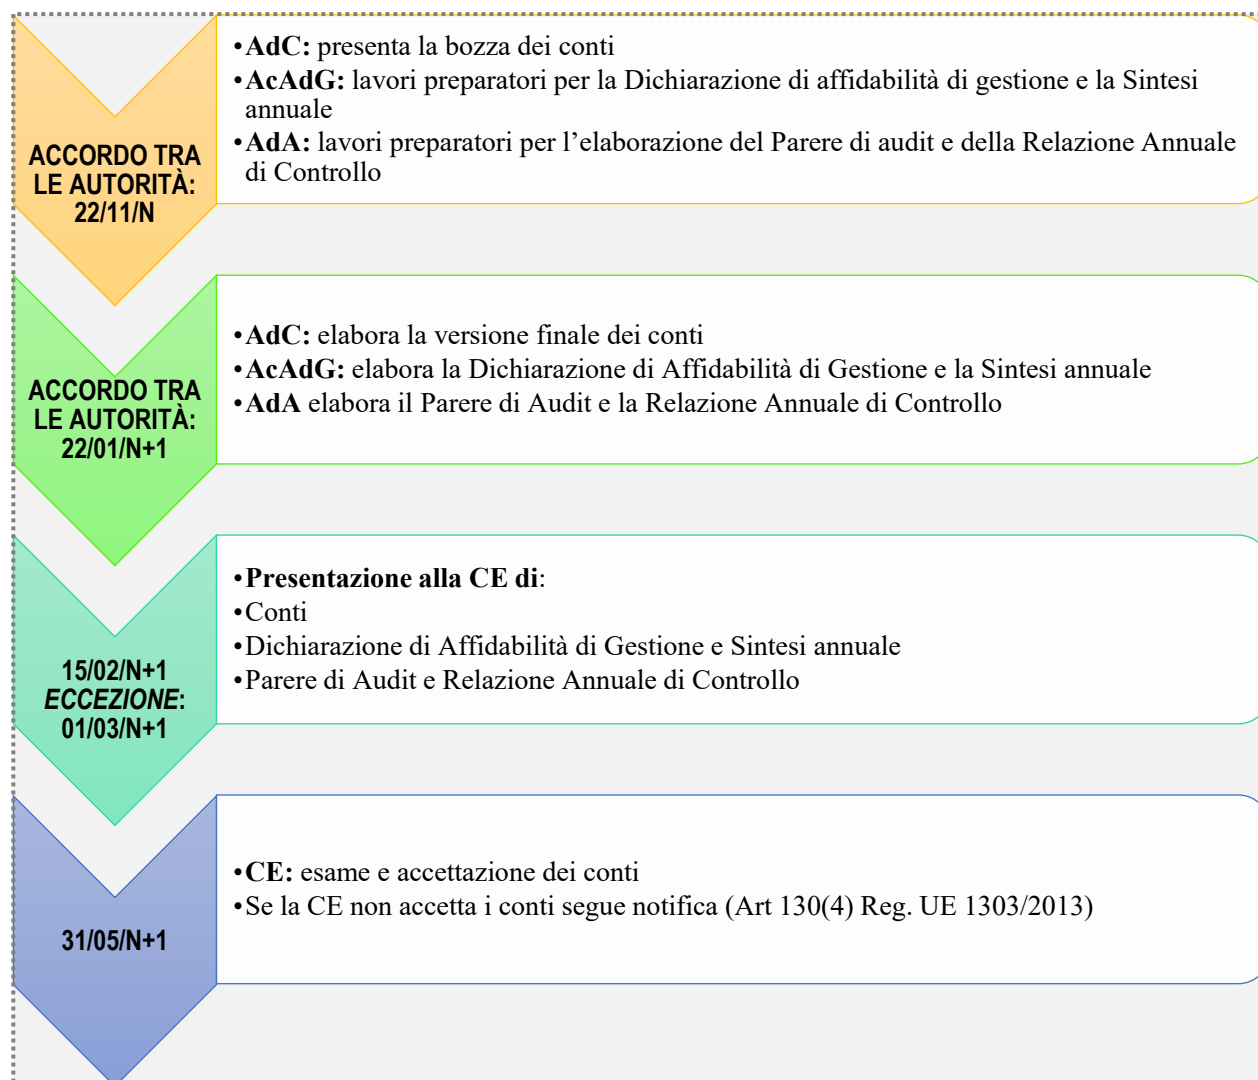 ACCORDO TRA
LE AUTORITÀ:
22/11/N
•AdC: presenta la bozza dei conti
•AcAdG: lavori preparatori per la Dichiarazione di affidabilità di gestione e la Sintesi
annuale
•AdA: lavori preparatori per l’elaborazione del Parere di audit e della Relazione Annuale
di Controllo
ACCORDO TRA
LE AUTORITÀ:
22/01/N+1
•AdC: elabora la versione finale dei conti
•AcAdG: elabora la Dichiarazione di Affidabilità di Gestione e la Sintesi annuale
•AdA elabora il Parere di Audit e la Relazione Annuale di Controllo
15/02/N+1
ECCEZIONE:
01/03/N+1
•Presentazione alla CE di:
•Conti
•Dichiarazione di Affidabilità di Gestione e Sintesi annuale
•Parere di Audit e Relazione Annuale di Controllo
31/05/N+1
•CE: esame e accettazione dei conti
•Se la CE non accetta i conti segue notifica (Art 130(4) Reg. UE 1303/2013)